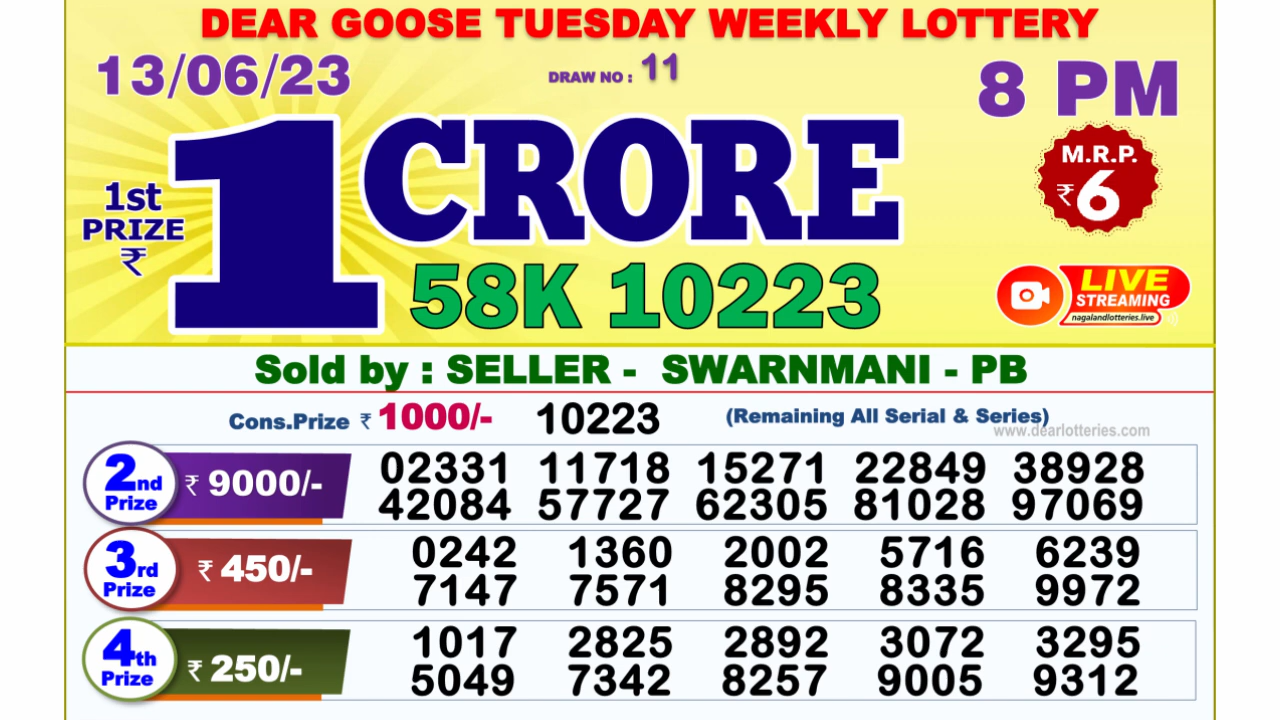 DEAR GOOSE TUESDAY WEEKLY LOTTERY
13/06/23 DRAW NO : 11 8 PM
1st PRIZE ₹ 1 CRORE
M.R.P. ₹ 6
58K 10223
LIVE STREAMING
nagalandlotteries.live
Sold by : SELLER - SWARNMANI - PB
Cons.Prize ₹ 1000/- 10223 (Remaining All Serial & Series)
www.dearlotteries.com
2nd Prize ₹ 9000/-
02331 11718 15271 22849 38928
42084 57727 62305 81028 97069
3rd Prize ₹ 450/-
0242 1360 2002 5716 6239
7147 7571 8295 8335 9972
4th Prize ₹ 250/-
1017 2825 2892 3072 3295
5049 7342 8257 9005 9312